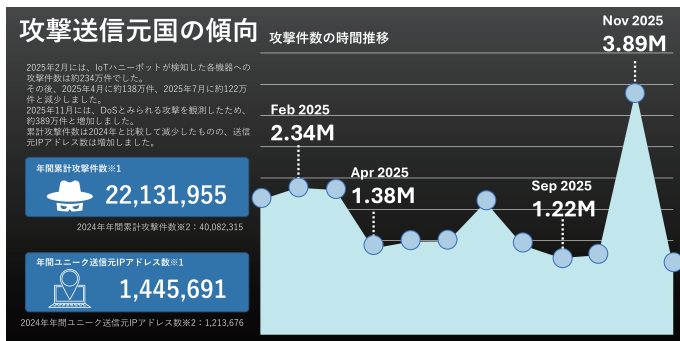 攻撃送信元国の傾向
攻撃件数の時間推移
2025年2月には、IoTハニーポットが検知した各機器への
攻撃件数は約234万件でした。
その後、2025年4月に約138万件、2025年7月に約122万
件と減少しました。
2025年11月には、DoSとみられる攻撃を観測したため、
約389万件と増加しました。
累計攻撃件数は2024年と比較して減少したものの、送信
元IPアドレス数は増加しました。
年間累計攻撃件数※1
22,131,955
2024年年間累計攻撃件数※2：40,082,315
年間ユニーク送信元IPアドレス数※1
1,445,691
2024年年間ユニーク送信元IPアドレス数※2：1,213,676
Feb 2025
2.34M
Apr 2025
1.38M
Sep 2025
1.22M
Nov 2025
3.89M